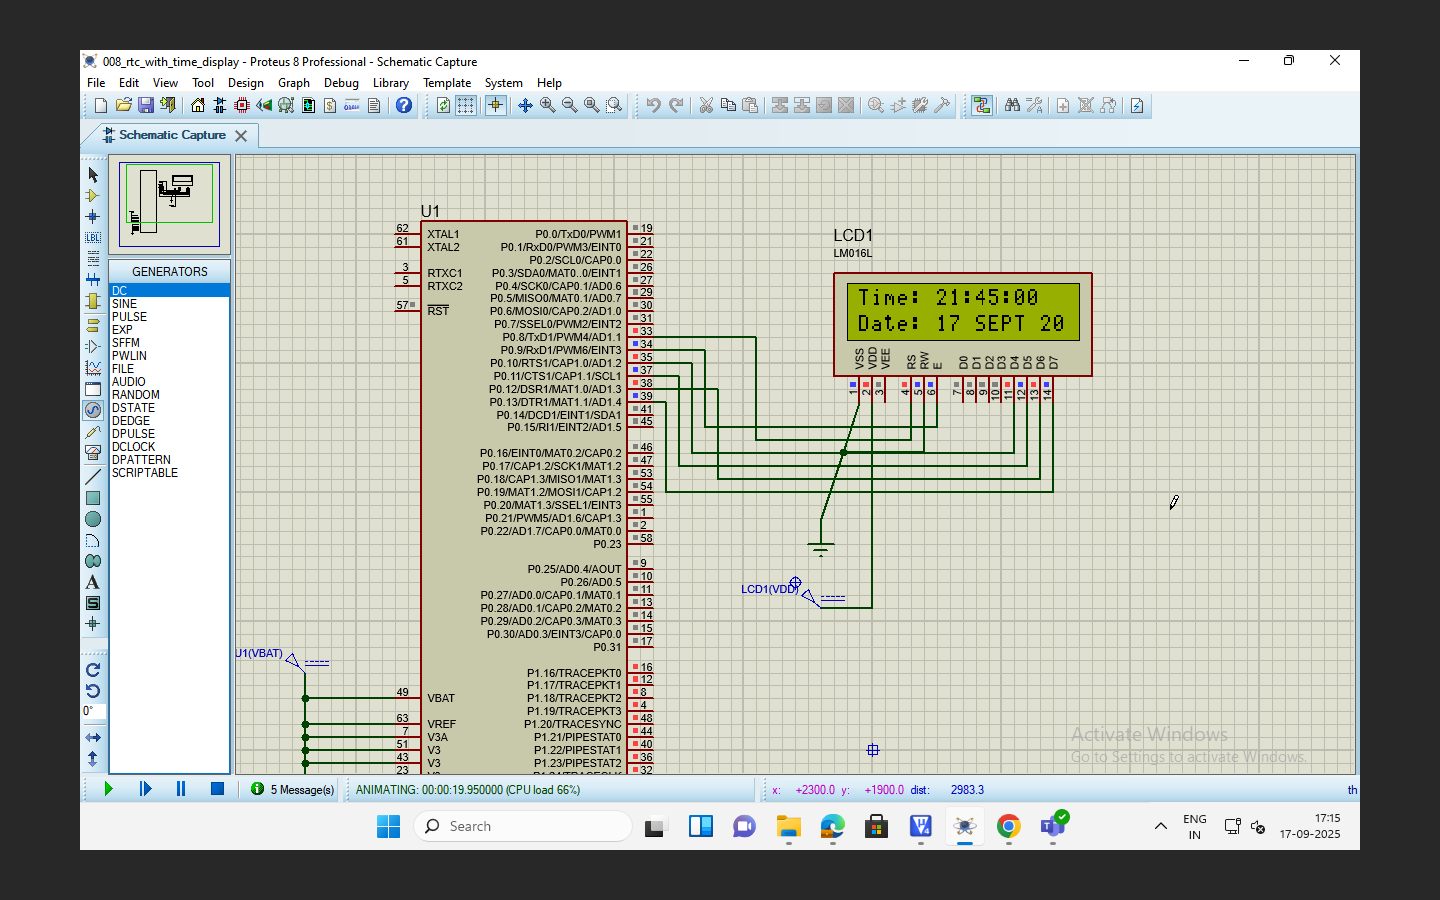 008_rtc_with_time_display - Proteus 8 Professional - Schematic Capture
File Edit View Tool Design Graph Debug Library Template System Help
Schematic Capture
GENERATORS
DC
SINE
PULSE
EXP
SFFM
PWLIN
FILE
AUDIO
RANDOM
DSTATE
DEDGE
DPULSE
DCLOCK
DPATTERN
SCRIPTABLE
LBL
A
S
0°
U1
62 XTAL1
61 XTAL2
3 RTXC1
5 RTXC2
57 RST
49 VBAT
63 VREF
7 V3A
51 V3
43 V3
23
U1(VBAT)
P0.0/TxD0/PWM1 19
P0.1/RxD0/PWM3/EINT0 21
P0.2/SCL0/CAP0.0 22
P0.3/SDA0/MAT0..0/EINT1 26
P0.4/SCK0/CAP0.1/AD0.6 27
P0.5/MISO0/MAT0.1/AD0.7 29
P0.6/MOSI0/CAP0.2/AD1.0 30
P0.7/SSEL0/PWM2/EINT2 31
P0.8/TxD1/PWM4/AD1.1 33
P0.9/RxD1/PWM6/EINT3 34
P0.10/RTS1/CAP1.0/AD1.2 35
P0.11/CTS1/CAP1.1/SCL1 37
P0.12/DSR1/MAT1.0/AD1.3 38
P0.13/DTR1/MAT1.1/AD1.4 39
P0.14/DCD1/EINT1/SDA1 41
P0.15/RI1/EINT2/AD1.5 45
P0.16/EINT0/MAT0.2/CAP0.2 46
P0.17/CAP1.2/SCK1/MAT1.2 47
P0.18/CAP1.3/MISO1/MAT1.3 53
P0.19/MAT1.2/MOSI1/CAP1.2 54
P0.20/MAT1.3/SSEL1/EINT3 55
P0.21/PWM5/AD1.6/CAP1.3 1
P0.22/AD1.7/CAP0.0/MAT0.0 2
P0.23 58
P0.25/AD0.4/AOUT 9
P0.26/AD0.5 10
P0.27/AD0.0/CAP0.1/MAT0.1 11
P0.28/AD0.1/CAP0.2/MAT0.2 13
P0.29/AD0.2/CAP0.3/MAT0.3 14
P0.30/AD0.3/EINT3/CAP0.0 15
P0.31 17
P1.16/TRACEPKT0 16
P1.17/TRACEPKT1 12
P1.18/TRACEPKT2 8
P1.19/TRACEPKT3 4
P1.20/TRACESYNC 48
P1.21/PIPESTAT0 44
P1.22/PIPESTAT1 40
P1.23/PIPESTAT2 36
32
LCD1
LM016L
Time: 21:45:00
Date: 17 SEPT 20
VSS VDD VEE RS RW E D0 D1 D2 D3 D4 D5 D6 D7
1 2 3 4 5 6 7 8 9 10 11 12 13 14
LCD1(VDD)
Activate Windows
Go to Settings to activate Windows.
5 Message(s) ANIMATING: 00:00:19.950000 (CPU load 66%) x: +2300.0 y: +1900.0 dist: 2983.3 th
Search
ENG
IN
17:15
17-09-2025